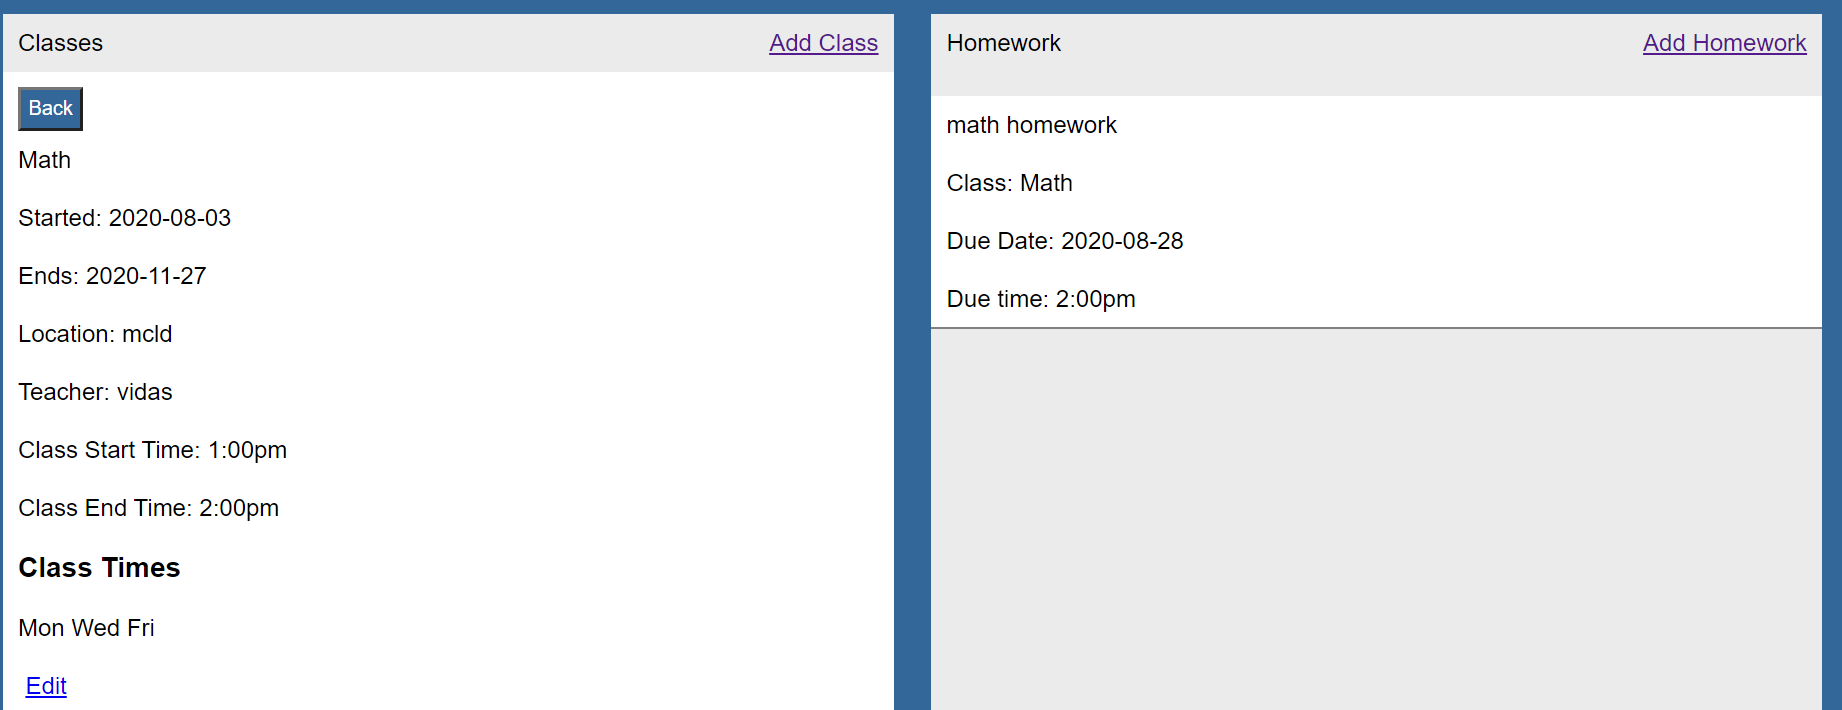 Classes
Add Class
Back
Math
Started: 2020-08-03
Ends: 2020-11-27
Location: mcld
Teacher: vidas
Class Start Time: 1:00pm
Class End Time: 2:00pm
Class Times
Mon Wed Fri
Edit
Homework
Add Homework
math homework
Class: Math
Due Date: 2020-08-28
Due time: 2:00pm